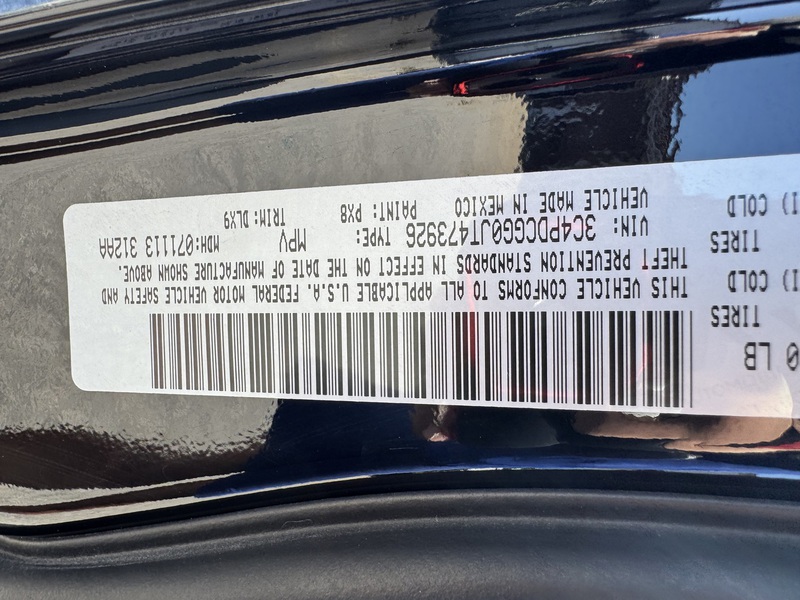 0 LB
TIRES
) COLD
TIRES
) COLD
THIS VEHICLE CONFORMS TO ALL APPLICABLE U.S.A. FEDERAL MOTOR VEHICLE SAFETY AND
THEFT PREVENTION STANDARDS IN EFFECT ON THE DATE OF MANUFACTURE SHOWN ABOVE.
VIN: 3C4PDCGG0JT473926 TYPE: MPV MDH:071113 312AA
VEHICLE MADE IN MEXICO PAINT: PX8 TRIM: DLX9